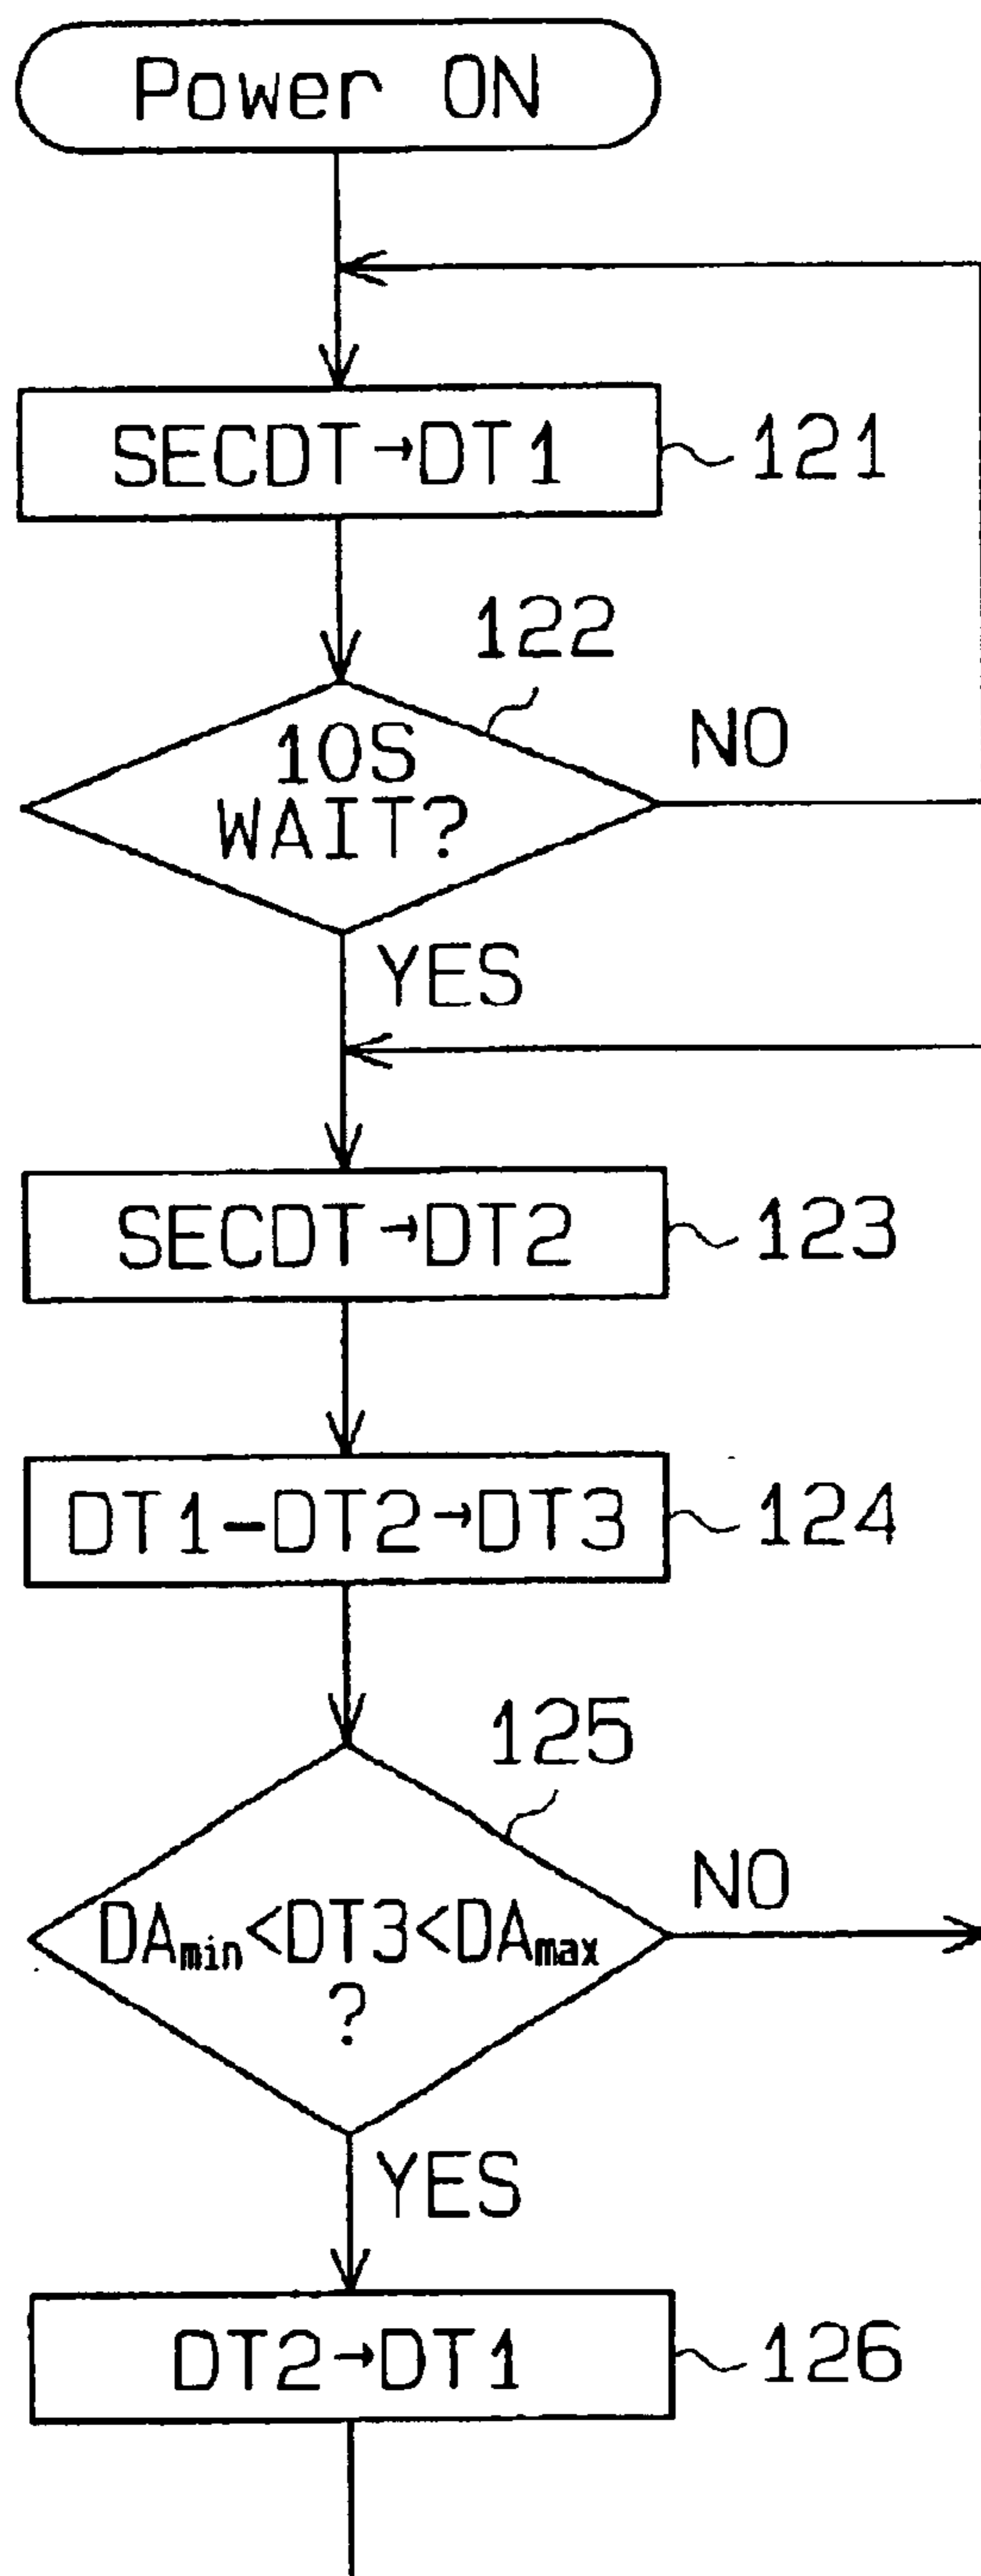 Power ON
SECDT→DT1
121
122
10S
WAIT?
NO
YES
SECDT→DT2
123
DT1-DT2→DT3
124
125
DAmin<DT3<DAmax
?
NO
YES
DT2→DT1
126